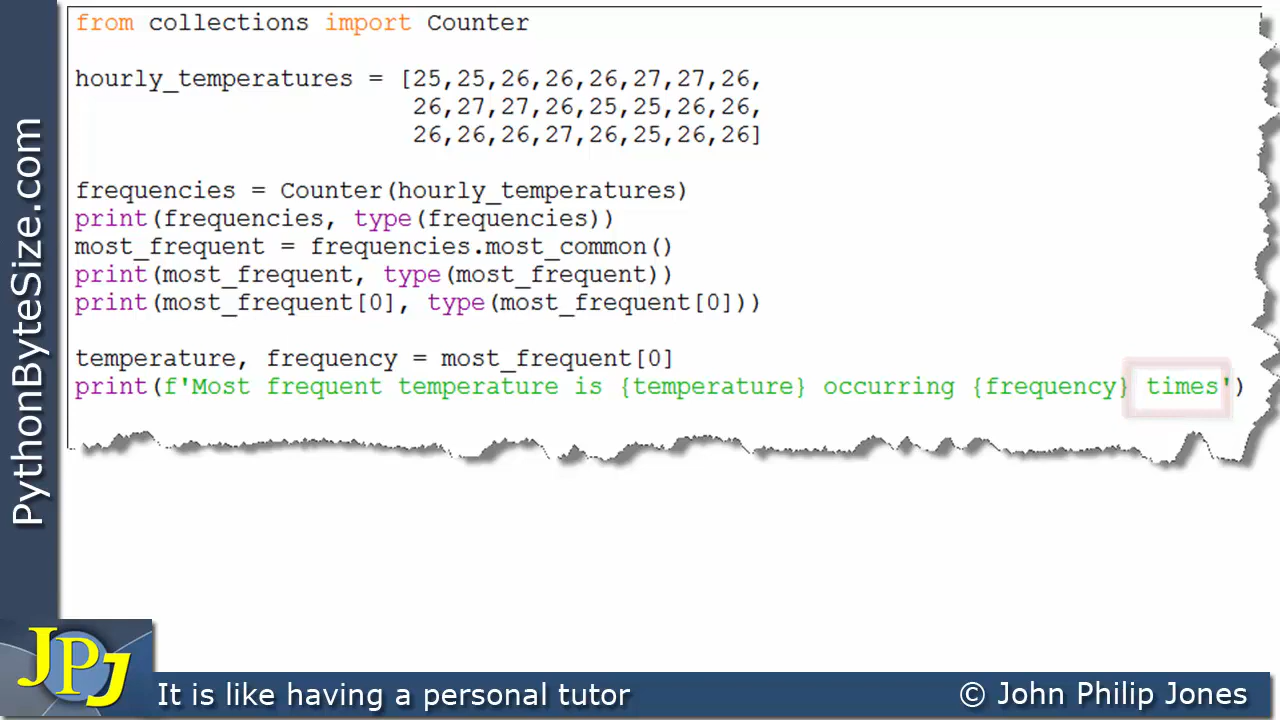 from collections import Counter
hourly_temperatures = [25,25,26,26,26,27,27,26,
26,27,27,26,25,25,26,26,
26,26,26,27,26,25,26,26]
frequencies = Counter(hourly_temperatures)
print(frequencies, type(frequencies))
most_frequent = frequencies.most_common()
print(most_frequent, type(most_frequent))
print(most_frequent[0], type(most_frequent[0]))
temperature, frequency = most_frequent[0]
print(f'Most frequent temperature is {temperature} occurring {frequency} times')
PythonByteSize.com
JPJ
It is like having a personal tutor
© John Philip Jones